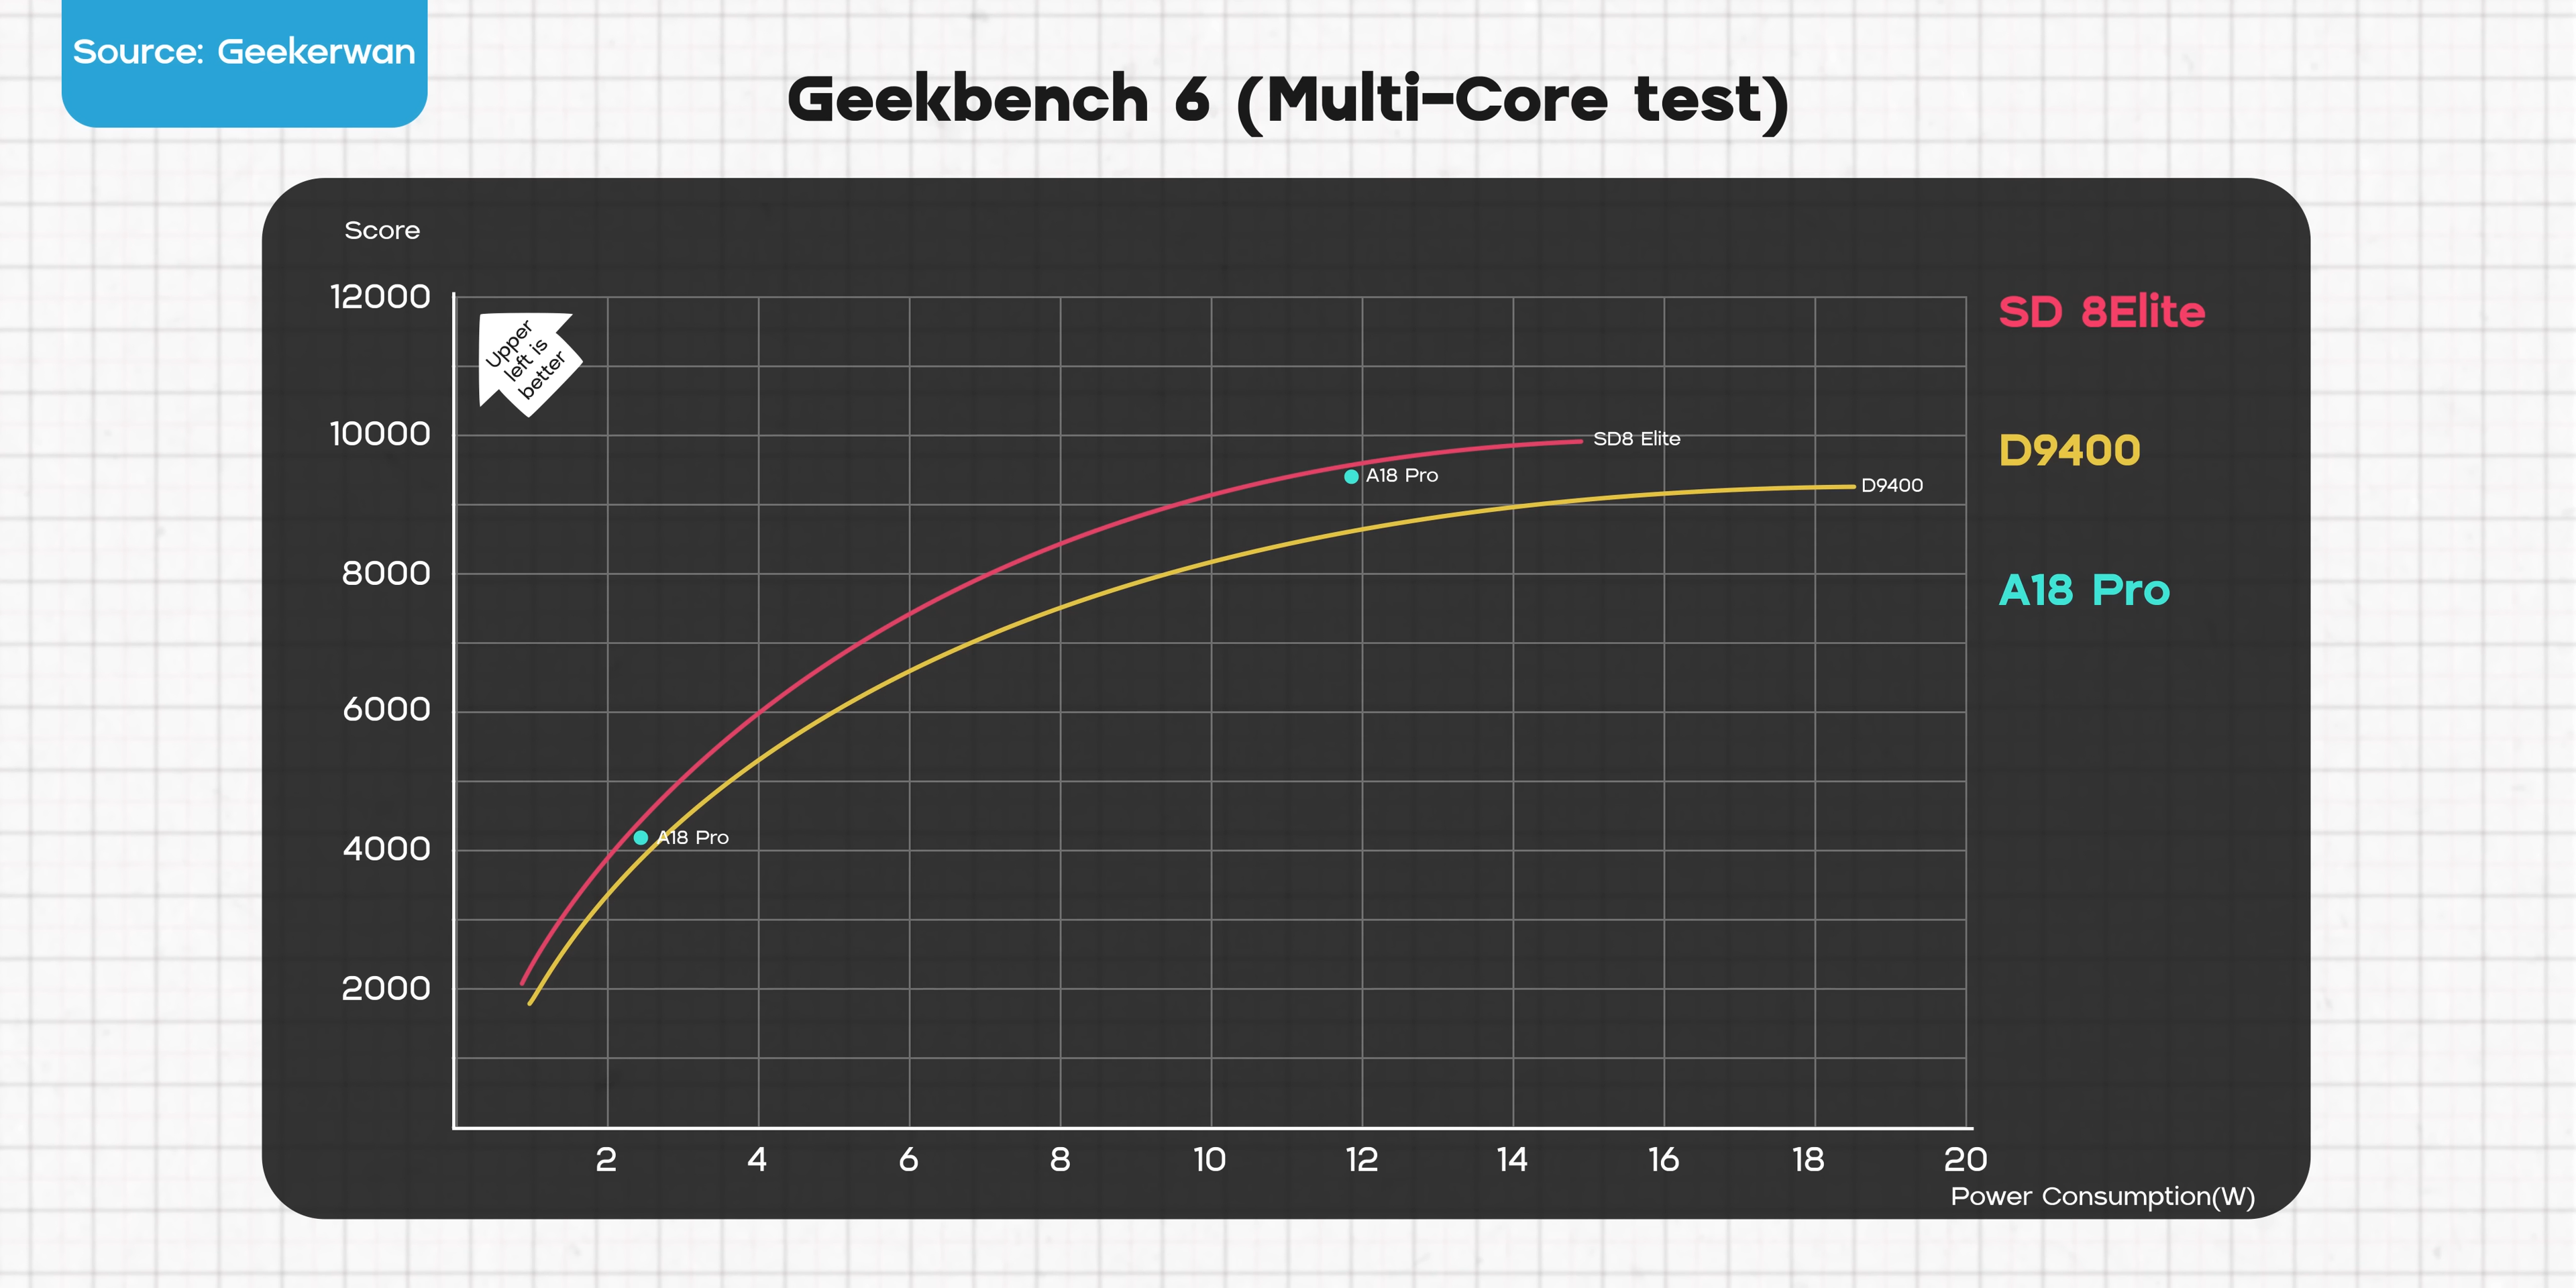 Source: Geekerwan
Geekbench 6 (Multi-Core test)
Score
12000
10000
8000
6000
4000
2000
Upper
left is
better
SD8 Elite
A18 Pro
D9400
A18 Pro
SD 8Elite
D9400
A18 Pro
2 4 6 8 10 12 14 16 18 20
Power Consumption(W)